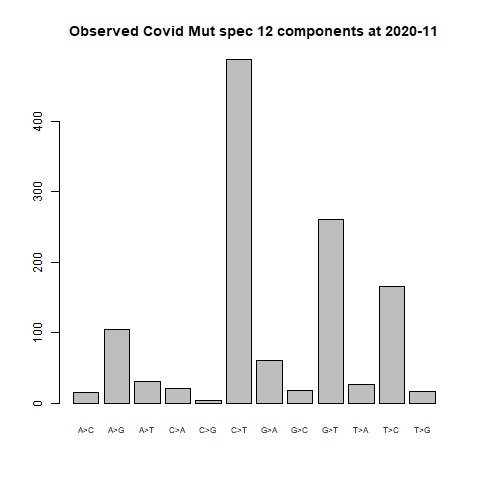 Observed Covid Mut spec 12 components at 2020-11
400
300
200
100
0
A>C A>G A>T C>A C>G C>T G>A G>C G>T T>A T>C T>G